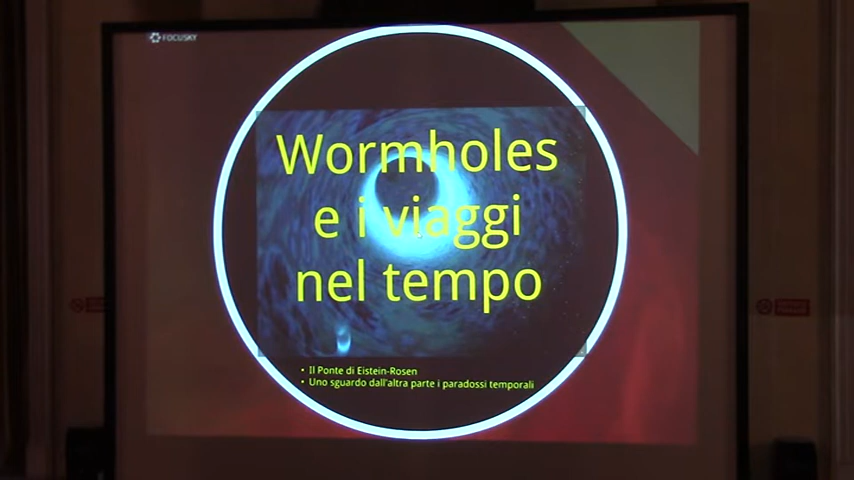 FOCUSKY
Wormholes
e i viaggi
nel tempo
• Il Ponte di Eistein-Rosen
• Uno sguardo dall'altra parte i paradossi temporali